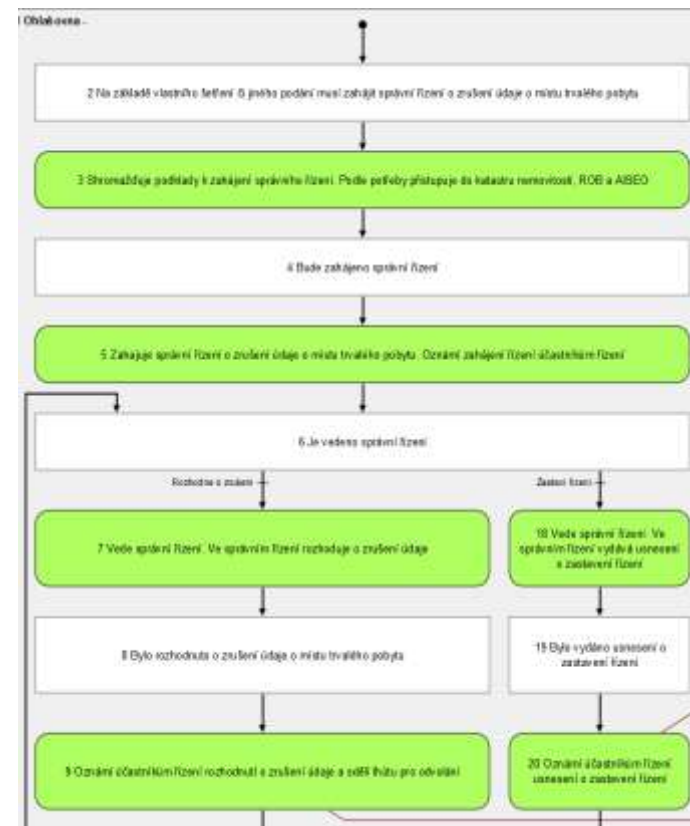 Ohlašovna -
2 Na základě vlastního šetření či jiného podání musí zahájit správní řízení o zrušení údaje o místu trvalého pobytu
3 Shromažďuje podklady k zahájení správního řízení. Podle potřeby přistupuje do katastru nemovitostí, ROB a AISEO
4 Bude zahájeno správní řízení
5 Zahajuje správní řízení o zrušení údaje o místu trvalého pobytu. Oznámí zahájení řízení účastníkům řízení
6 Je vedeno správní řízení
Rozhodne o zrušení
Zastaví řízení
7 Vede správní řízení. Ve správním řízení rozhoduje o zrušení údaje
18 Vede správní řízení. Ve
správním řízení vydává usnesení
o zastavení řízení
8 Bylo rozhodnuto o zrušení údaje o místu trvalého pobytu
19 Bylo vydáno usnesení o
zastavení řízení
9 Oznámí účastníkům řízení rozhodnutí o zrušení údaje a sdělí lhůtu pro odvolání
20 Oznámí účastníkům řízení
usnesení o zastavení řízení